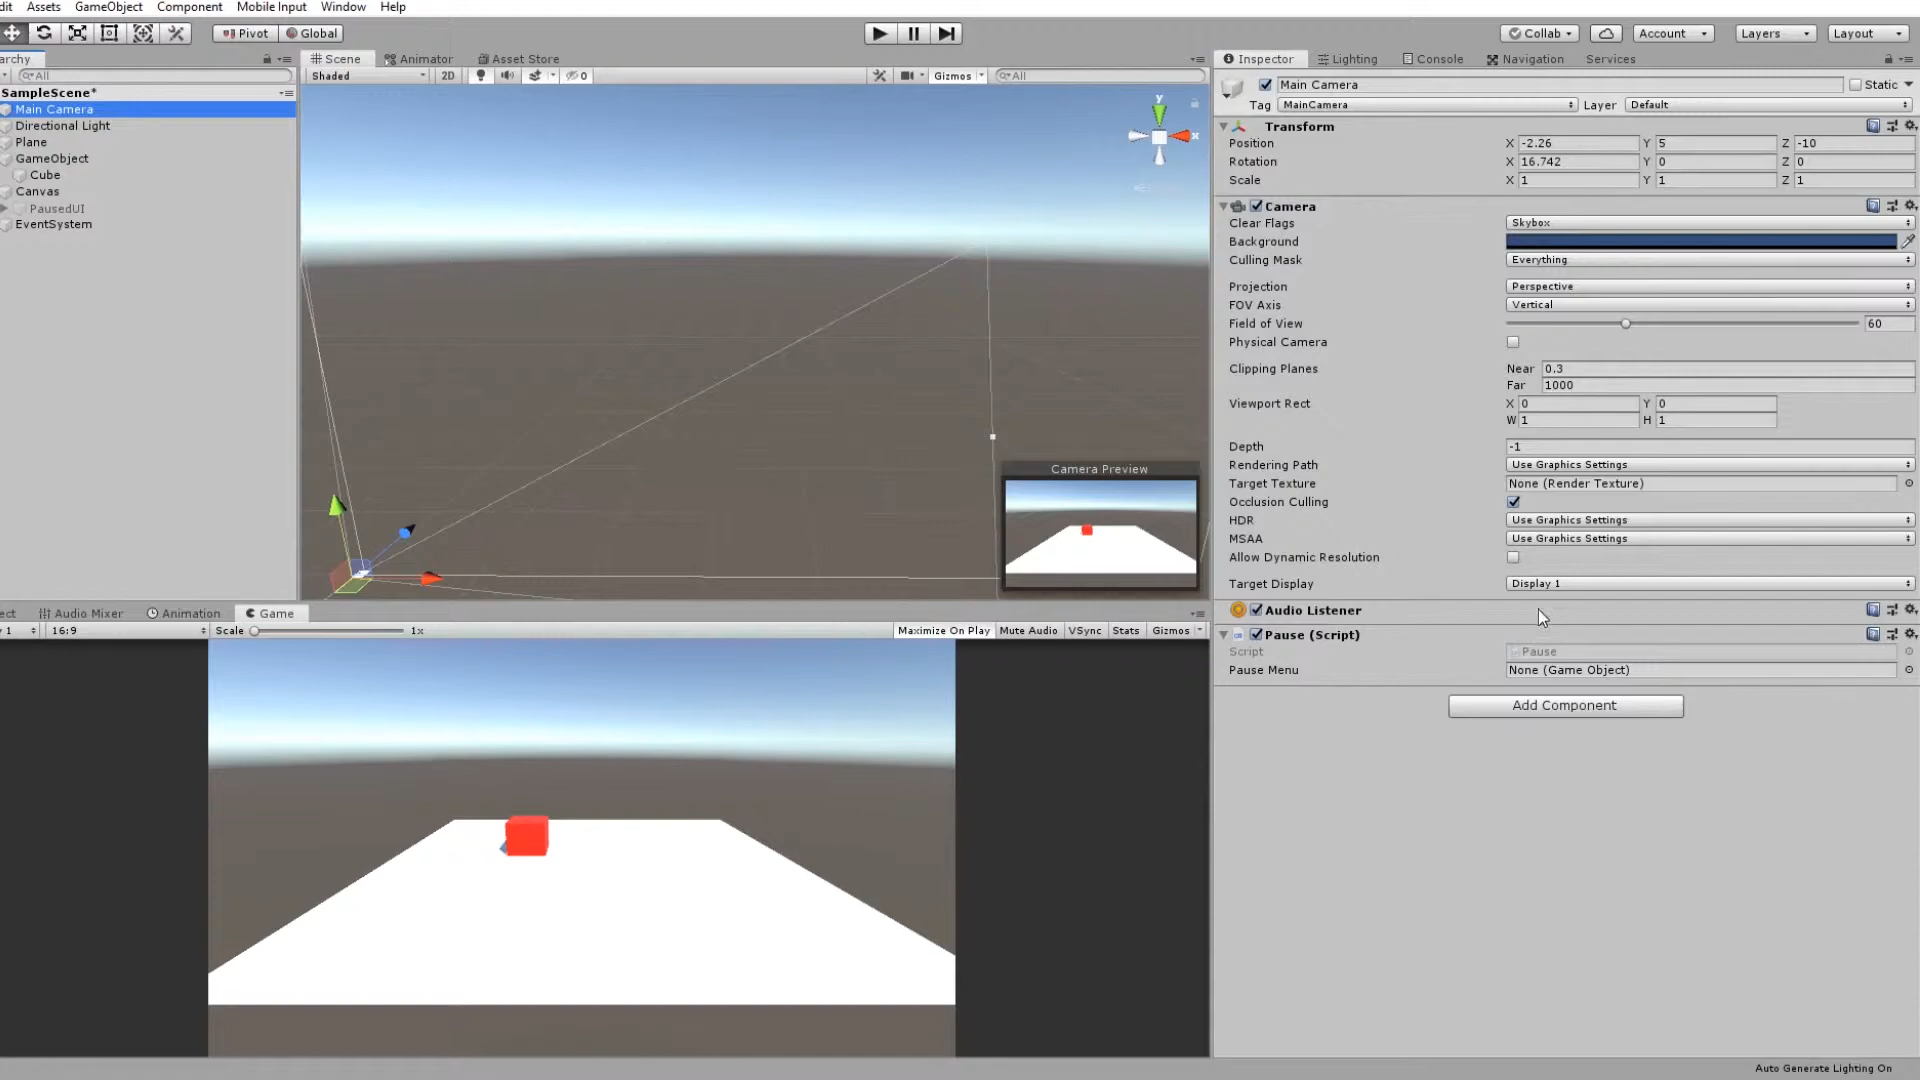 dit Assets GameObject Component Mobile Input Window Help
Pivot Global Collab Account Layers Layout
archy
All
SampleScene*
Main Camera
Directional Light
Plane
GameObject
Cube
Canvas
PausedUI
EventSystem
Scene Animator Asset Store
Shaded 2D 0 Gizmos All
y
x
Camera Preview
ect Audio Mixer Animation Game
1 16:9 Scale 1x Maximize On Play Mute Audio VSync Stats Gizmos
Inspector Lighting Console Navigation Services
Main Camera Static
Tag MainCamera Layer Default
Transform
Position X -2.26 Y 5 Z -10
Rotation X 16.742 Y 0 Z 0
Scale X 1 Y 1 Z 1
Camera
Clear Flags Skybox
Background
Culling Mask Everything
Projection Perspective
FOV Axis Vertical
Field of View 60
Physical Camera
Clipping Planes Near 0.3
Far 1000
Viewport Rect X 0 Y 0
W 1 H 1
Depth -1
Rendering Path Use Graphics Settings
Target Texture None (Render Texture)
Occlusion Culling
HDR Use Graphics Settings
MSAA Use Graphics Settings
Allow Dynamic Resolution
Target Display Display 1
Audio Listener
Pause (Script)
Script Pause
Pause Menu None (Game Object)
Add Component
Auto Generate Lighting On